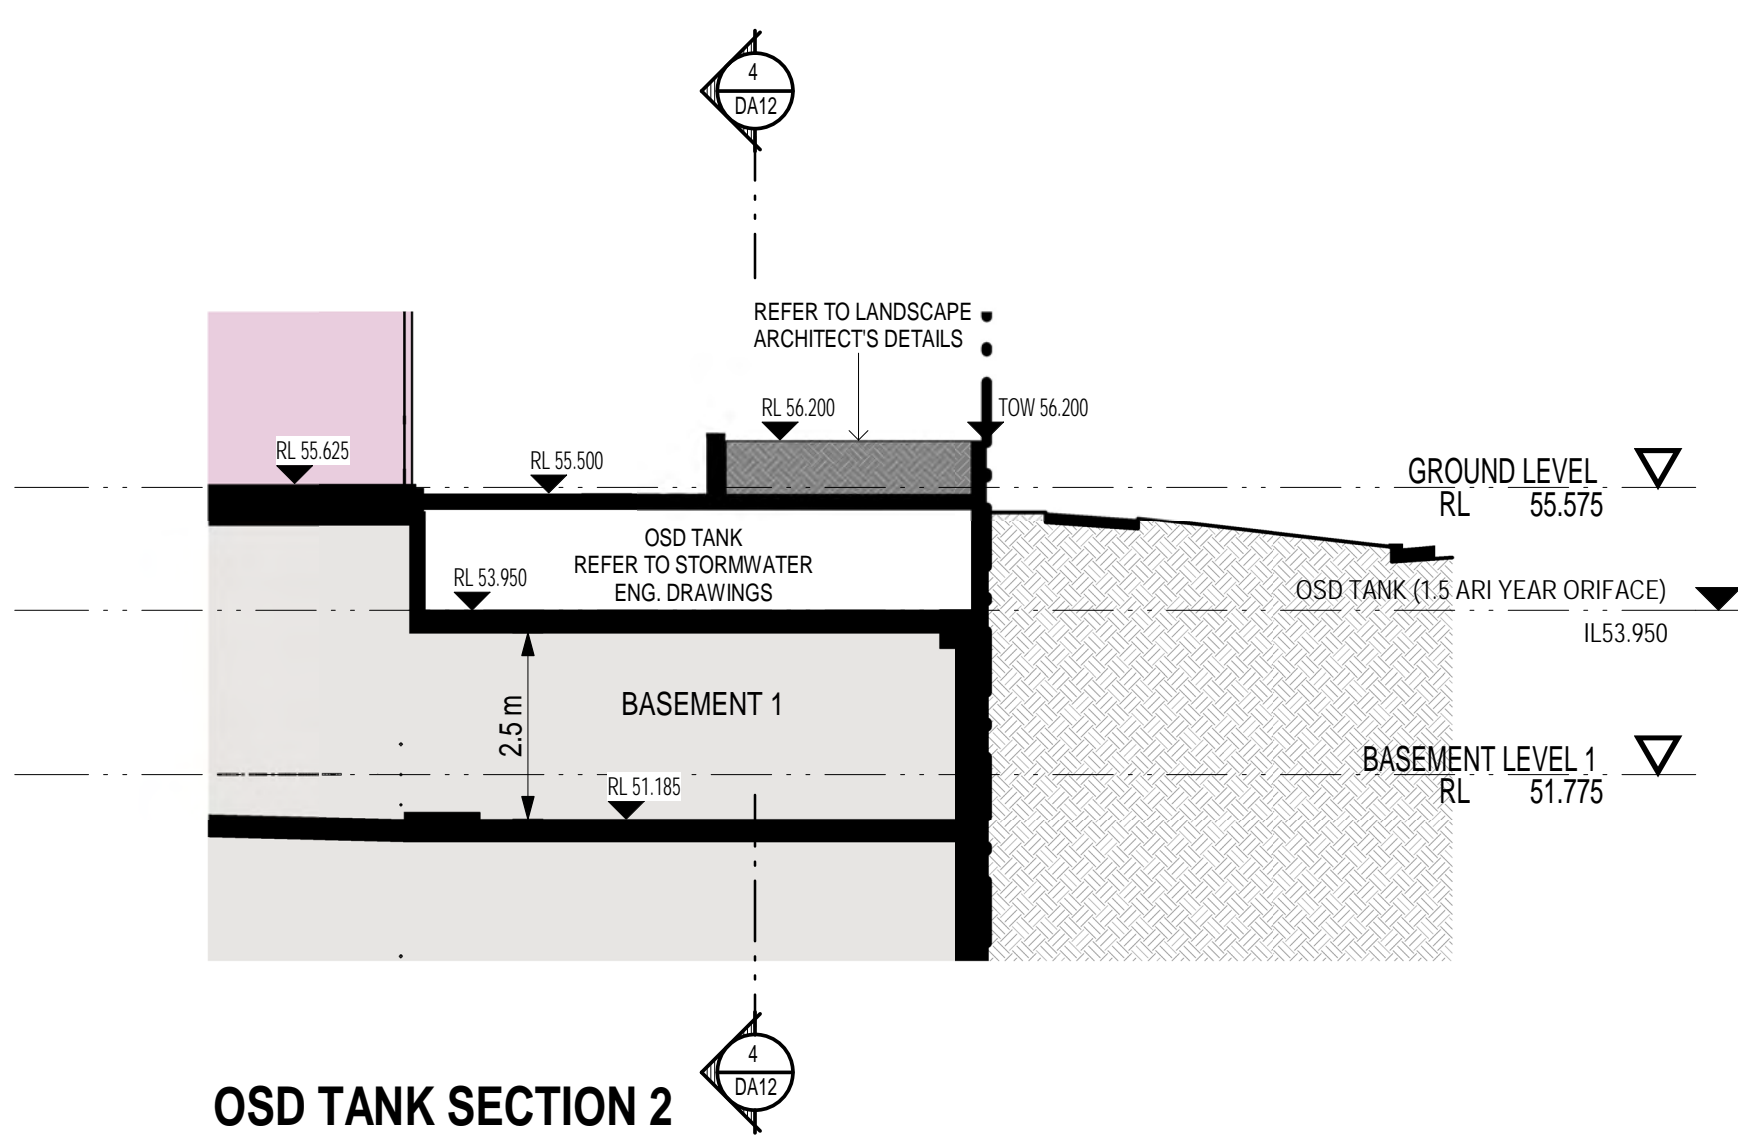 4
DA12
REFER TO LANDSCAPE
ARCHITECT'S DETAILS
RL 56.200
TOW 56.200
RL 55.625
RL 55.500
GROUND LEVEL
RL 55.575
OSD TANK
REFER TO STORMWATER
ENG. DRAWINGS
RL 53.950
OSD TANK (1.5 ARI YEAR ORIFACE)
IL53.950
2.5 m
BASEMENT 1
BASEMENT LEVEL 1
RL 51.775
RL 51.185
4
DA12
OSD TANK SECTION 2